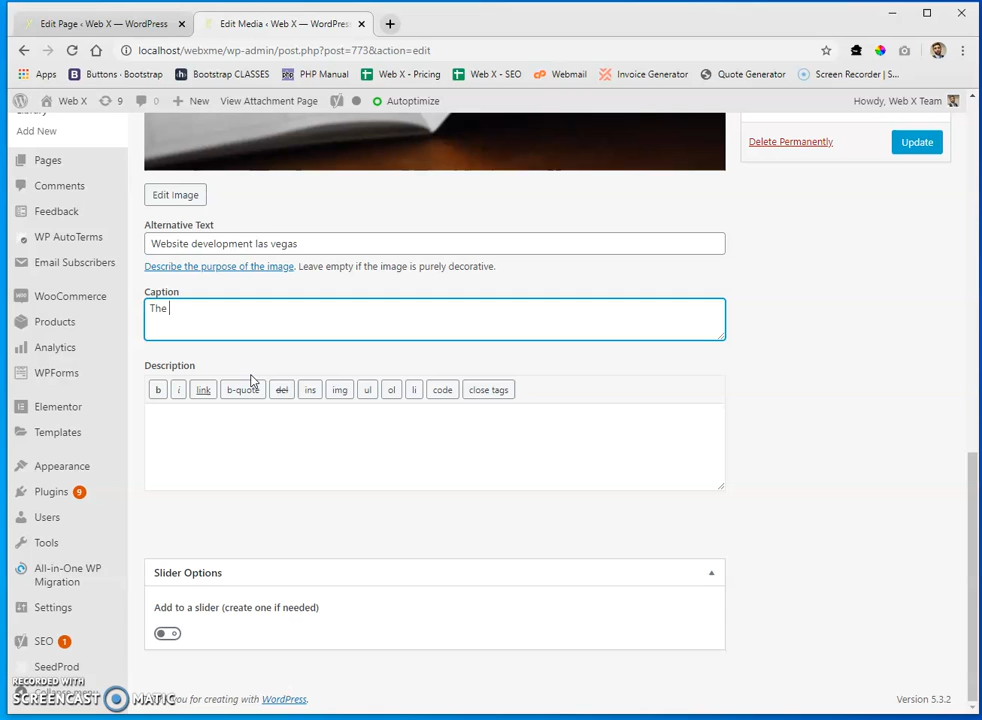 Edit Page ‹ Web X — WordPress
Edit Media ‹ Web X — WordPress
localhost/webxme/wp-admin/post.php?post=773&action=edit
Apps
Buttons · Bootstrap
Bootstrap CLASSES
PHP Manual
Web X - Pricing
Web X - SEO
Webmail
Invoice Generator
Quote Generator
Screen Recorder | S...
Web X
9
0
New
View Attachment Page
Autoptimize
Howdy, Web X Team
Library
Add New
Pages
Comments
Feedback
WP AutoTerms
Email Subscribers
WooCommerce
Products
Analytics
WPForms
Elementor
Templates
Appearance
Plugins 9
Users
Tools
All-in-One WP
Migration
Settings
SEO 1
SeedProd
Collapse menu
Delete Permanently
Update
Edit Image
Alternative Text
Website development las vegas
Describe the purpose of the image. Leave empty if the image is purely decorative.
Caption
The
Description
b
i
link
b-quote
del
ins
img
ul
ol
li
code
close tags
Slider Options
Add to a slider (create one if needed)
RECORDED WITH
SCREENCAST MATIC
you for creating with WordPress.
Version 5.3.2